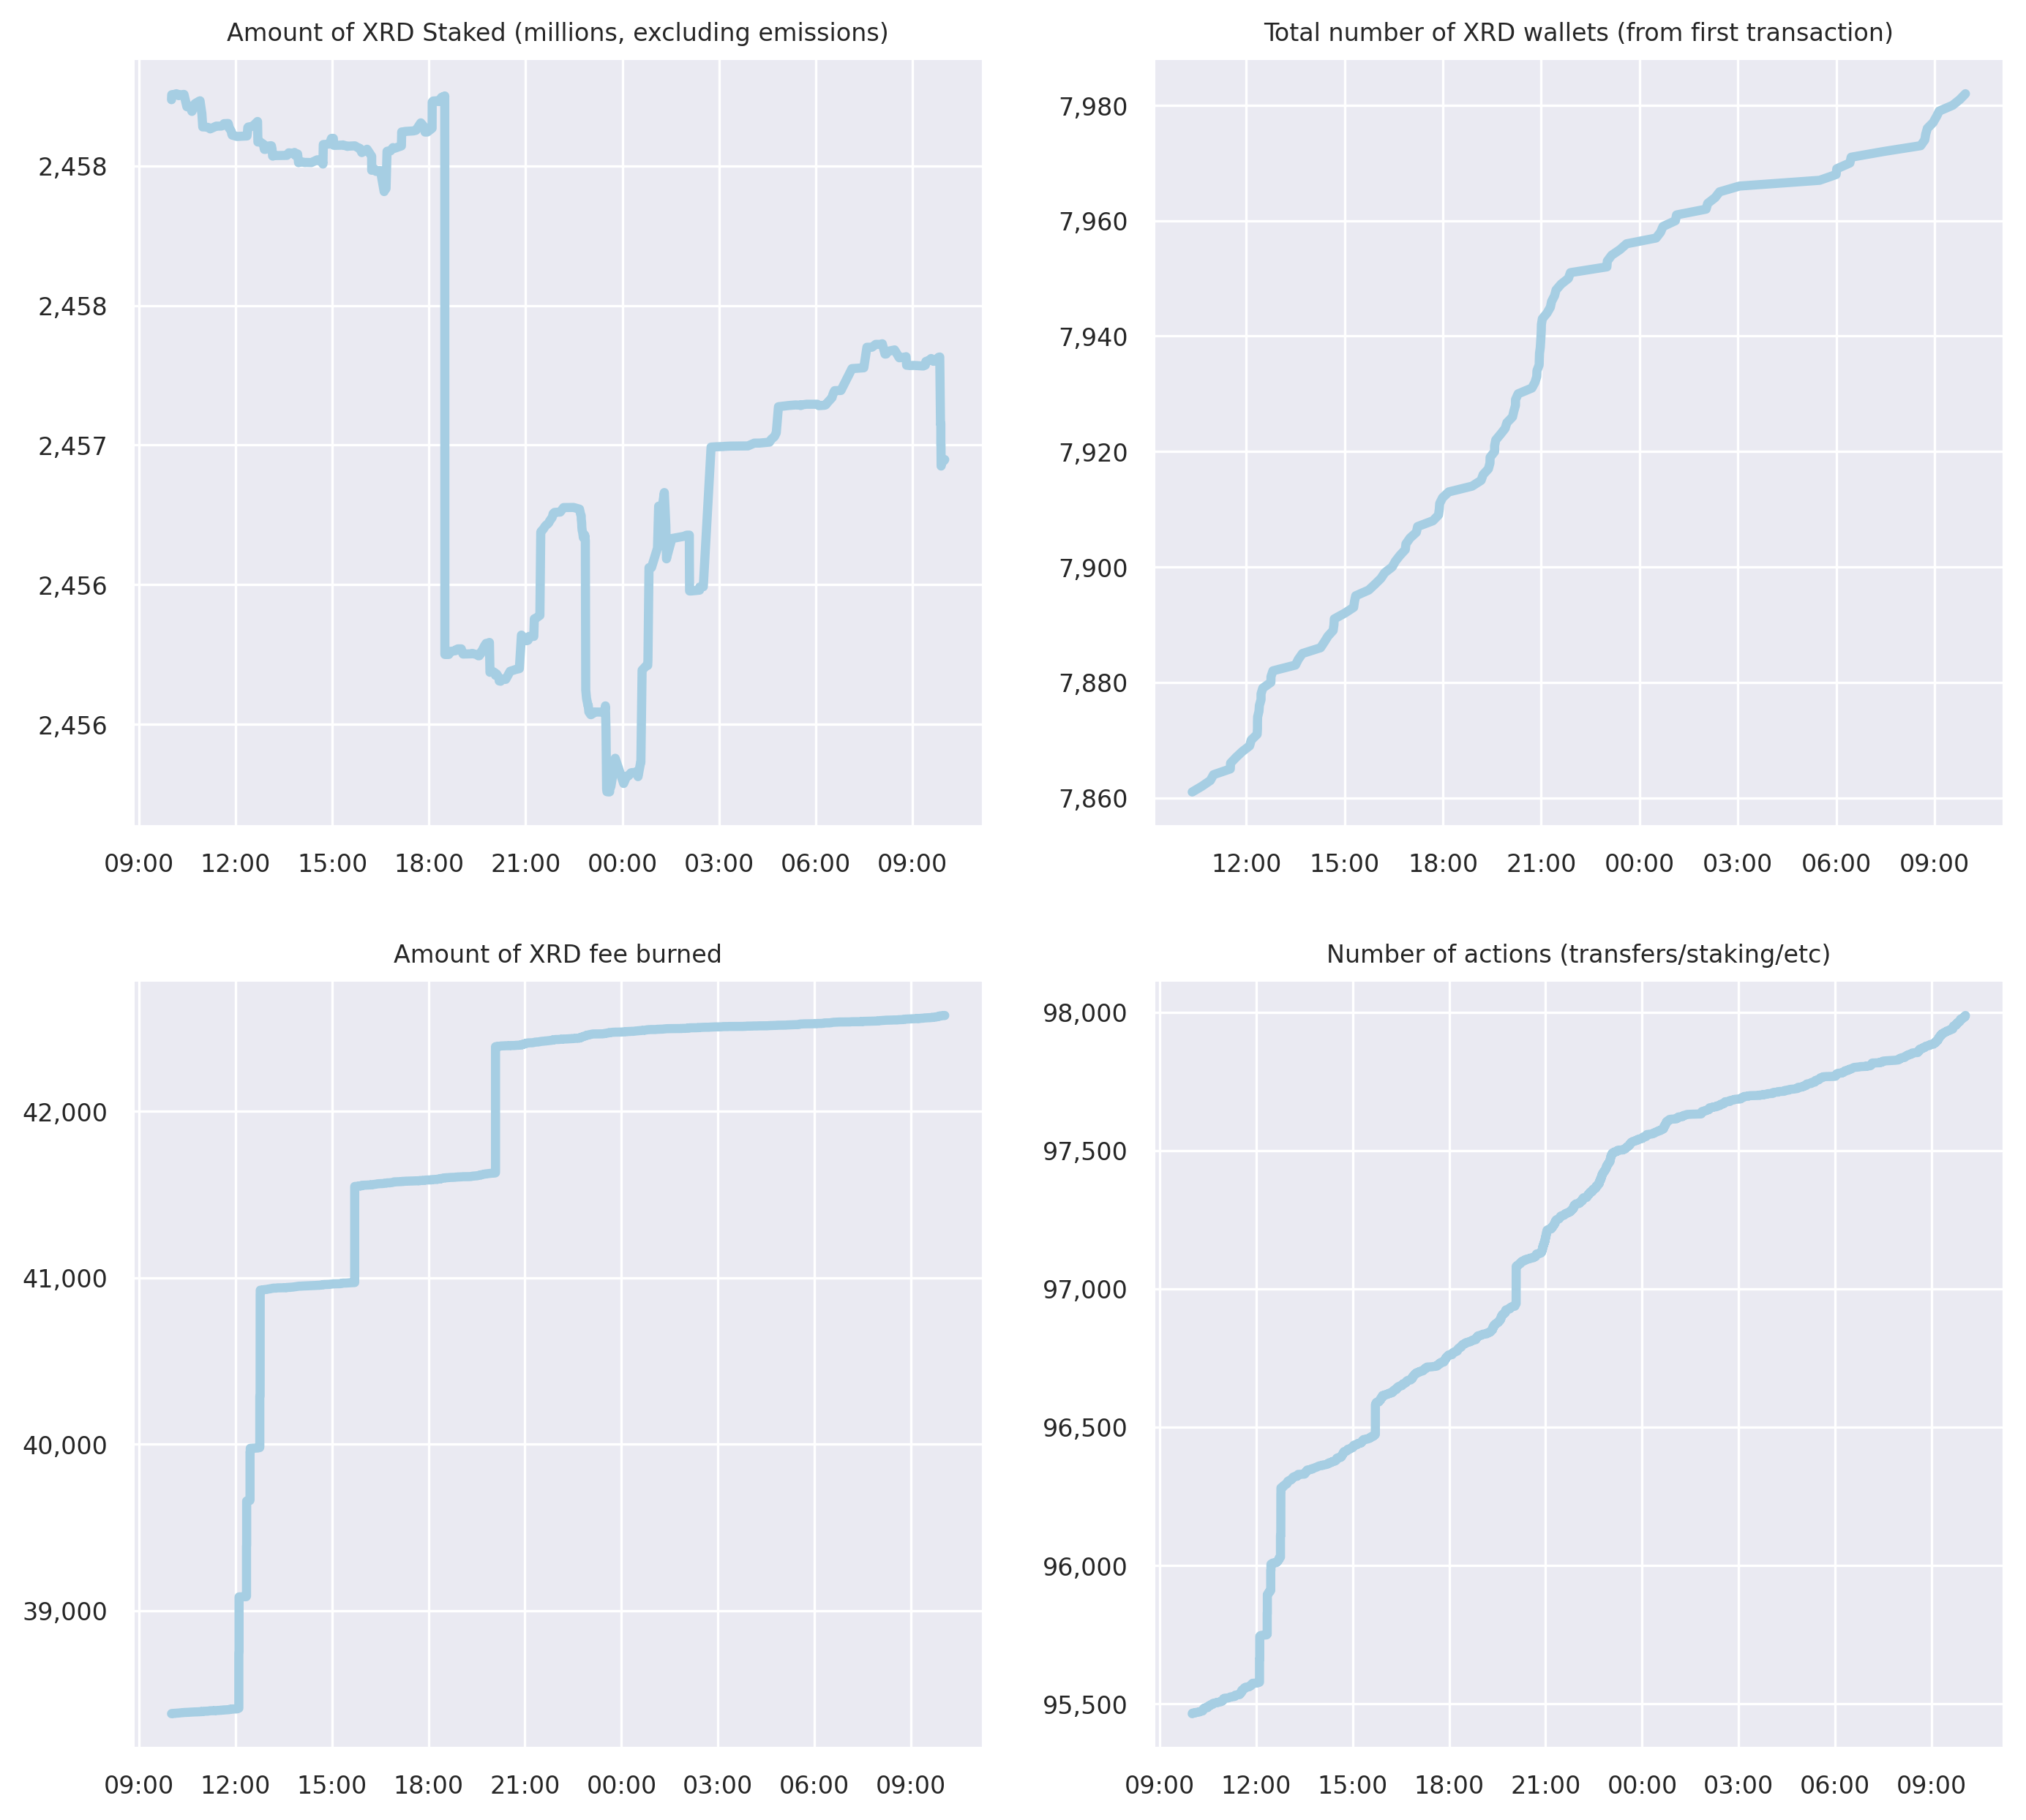 Amount of XRD Staked (millions, excluding emissions)
2,458
2,458
2,457
2,456
2,456
09:00 12:00 15:00 18:00 21:00 00:00 03:00 06:00 09:00
Total number of XRD wallets (from first transaction)
7,980
7,960
7,940
7,920
7,900
7,880
7,860
12:00 15:00 18:00 21:00 00:00 03:00 06:00 09:00
Amount of XRD fee burned
42,000
41,000
40,000
39,000
09:00 12:00 15:00 18:00 21:00 00:00 03:00 06:00 09:00
Number of actions (transfers/staking/etc)
98,000
97,500
97,000
96,500
96,000
95,500
09:00 12:00 15:00 18:00 21:00 00:00 03:00 06:00 09:00